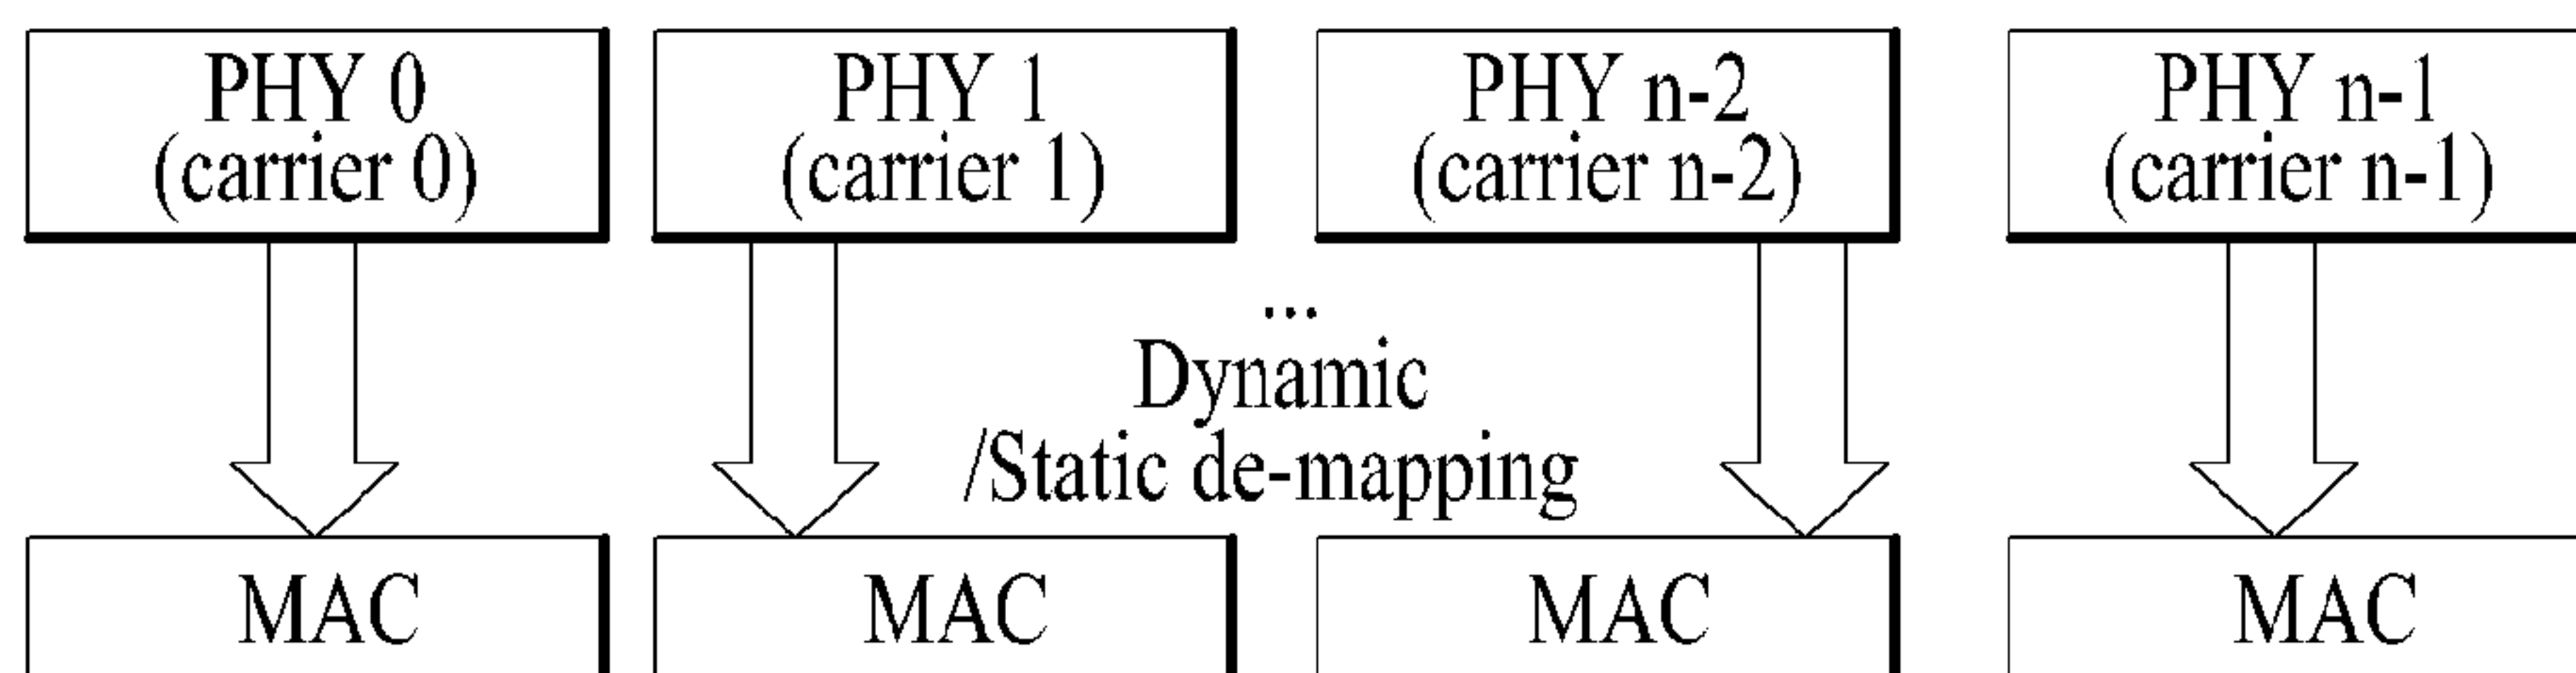 PHY 0
(carrier 0)
PHY 1
(carrier 1)
PHY n-2
(carrier n-2)
PHY n-1
(carrier n-1)
...
Dynamic
/Static de-mapping
MAC
MAC
MAC
MAC